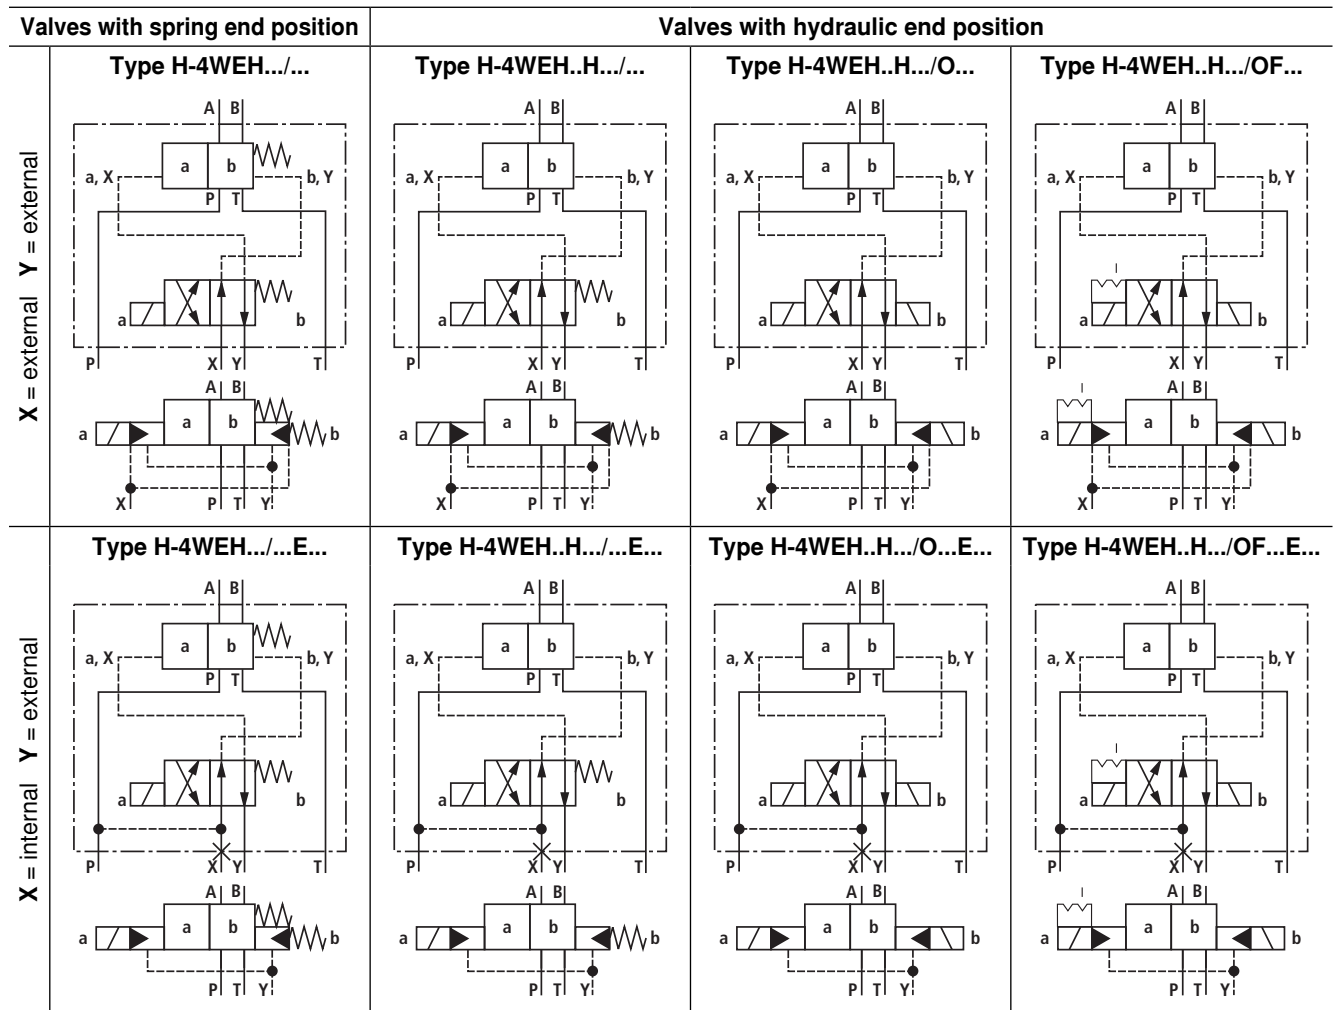 Valves with spring end position
Valves with hydraulic end position
X = external Y = external
Type H-4WEH.../...
A B
a b
a, X b, Y
P T
a b
P X Y T
A B
a a b b
X P T Y
Type H-4WEH..H.../...
A B
a b
a, X b, Y
P T
a b
P X Y T
A B
a a b b
X P T Y
Type H-4WEH..H.../O...
A B
a b
a, X b, Y
P T
a b
P X Y T
A B
a a b b
X P T Y
Type H-4WEH..H.../OF...
A B
a b
a, X b, Y
P T
a b
P X Y T
A B
a a b b
X P T Y
X = internal Y = external
Type H-4WEH.../...E...
A B
a b
a, X b, Y
P T
a b
P X Y T
A B
a a b b
P T Y
Type H-4WEH..H.../...E...
A B
a b
a, X b, Y
P T
a b
P X Y T
A B
a a b b
P T Y
Type H-4WEH..H.../O...E...
A B
a b
a, X b, Y
P T
a b
P X Y T
A B
a a b b
P T Y
Type H-4WEH..H.../OF...E...
A B
a b
a, X b, Y
P T
a b
P X Y T
A B
a a b b
P T Y